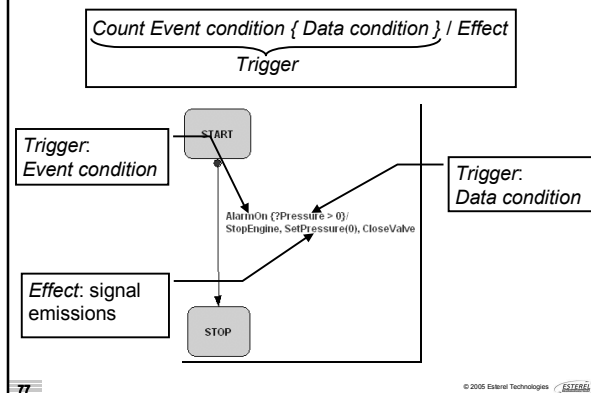 Count Event condition { Data condition } / Effect
Trigger
START
Trigger:
Event condition
Trigger:
Data condition
AlarmOn {?Pressure > 0}/
StopEngine, SetPressure(0), CloseValve
Effect: signal
emissions
STOP
77
© 2005 Esterel Technologies
ESTEREL